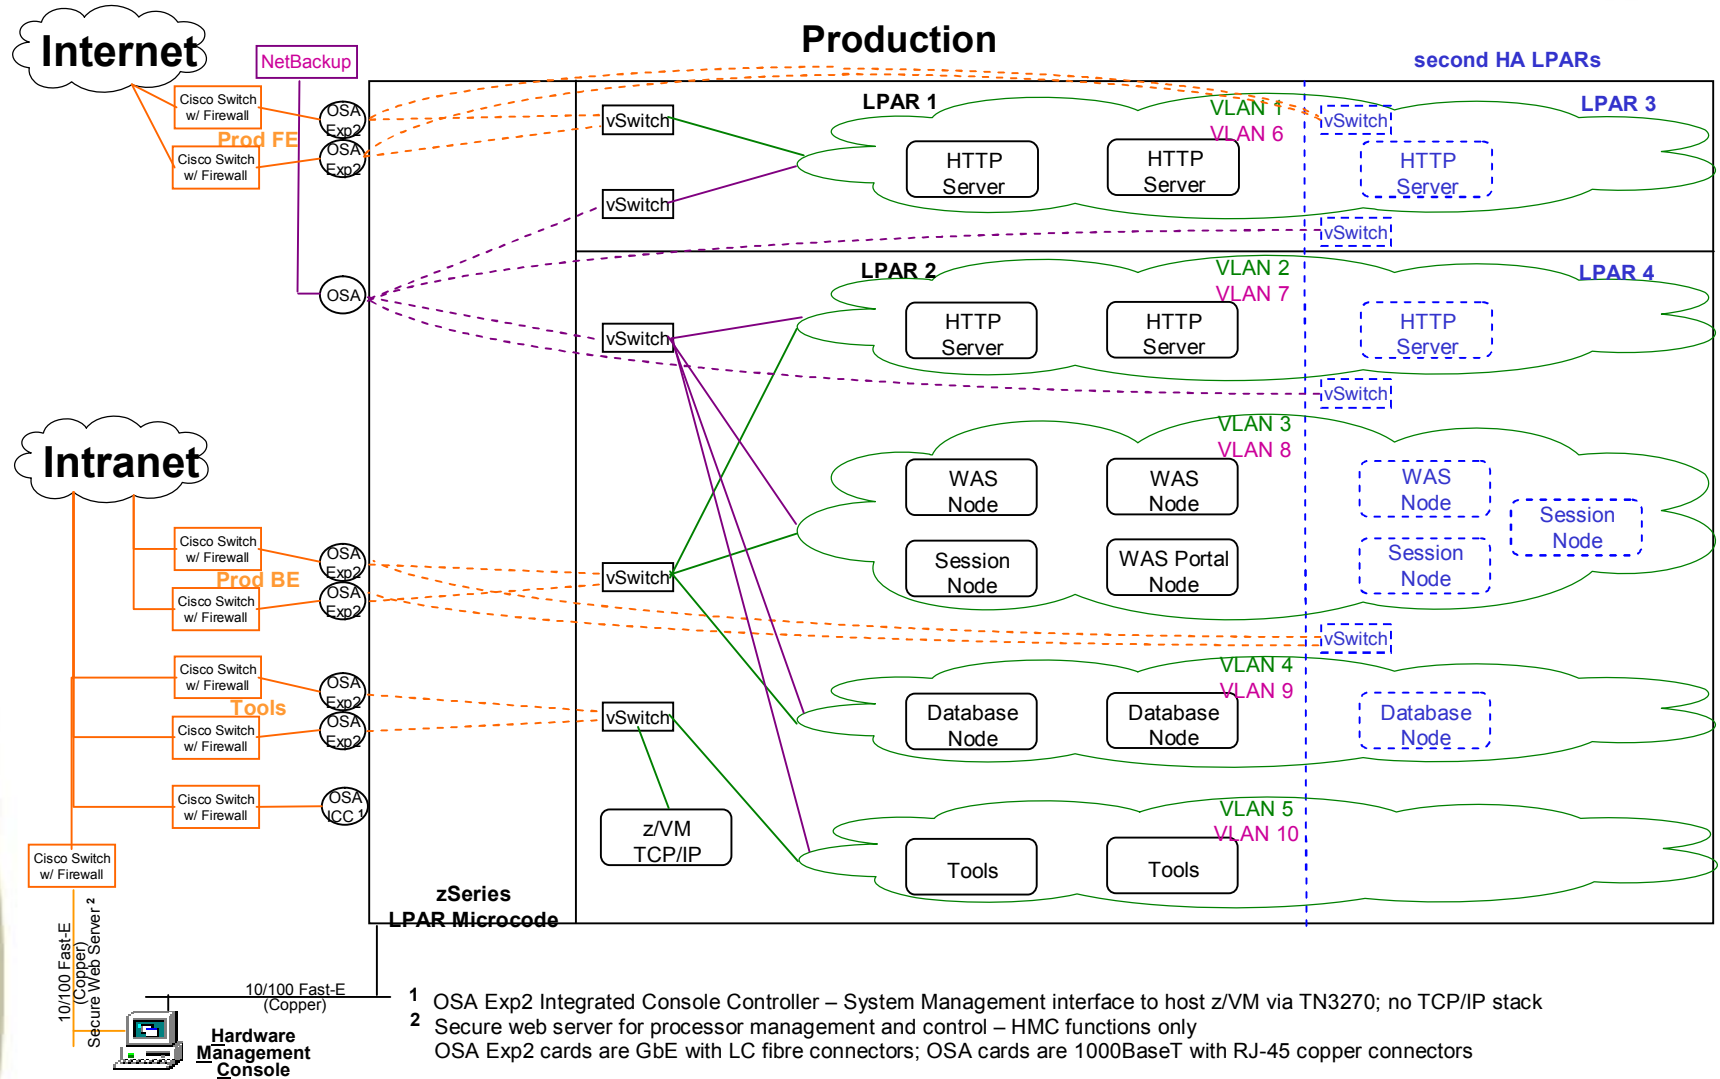 Production
Internet
NetBackup
second HA LPARs
Cisco Switch
w/ Firewall
OSA
Exp2
Prod FE
Cisco Switch
w/ Firewall
OSA
Exp2
vSwitch
LPAR 1
VLAN 1
VLAN 6
vSwitch
LPAR 3
HTTP
Server
HTTP
Server
HTTP
Server
vSwitch
vSwitch
OSA
LPAR 2
VLAN 2
VLAN 7
LPAR 4
HTTP
Server
HTTP
Server
HTTP
Server
vSwitch
vSwitch
Intranet
VLAN 3
VLAN 8
WAS
Node
WAS
Node
WAS
Node
Session
Node
Session
Node
WAS Portal
Node
Session
Node
Cisco Switch
w/ Firewall
OSA
Exp2
Prod BE
Cisco Switch
w/ Firewall
OSA
Exp2
vSwitch
vSwitch
Cisco Switch
w/ Firewall
OSA
Exp2
Tools
Cisco Switch
w/ Firewall
OSA
Exp2
vSwitch
VLAN 4
VLAN 9
Database
Node
Database
Node
Database
Node
Cisco Switch
w/ Firewall
OSA
ICC 1
z/VM
TCP/IP
VLAN 5
VLAN 10
Tools
Tools
Cisco Switch
w/ Firewall
zSeries
LPAR Microcode
10/100 Fast-E
(Copper)
Secure Web Server 2
10/100 Fast-E
(Copper)
Hardware
Management
Console
1 OSA Exp2 Integrated Console Controller – System Management interface to host z/VM via TN3270; no TCP/IP stack
2 Secure web server for processor management and control – HMC functions only
OSA Exp2 cards are GbE with LC fibre connectors; OSA cards are 1000BaseT with RJ-45 copper connectors